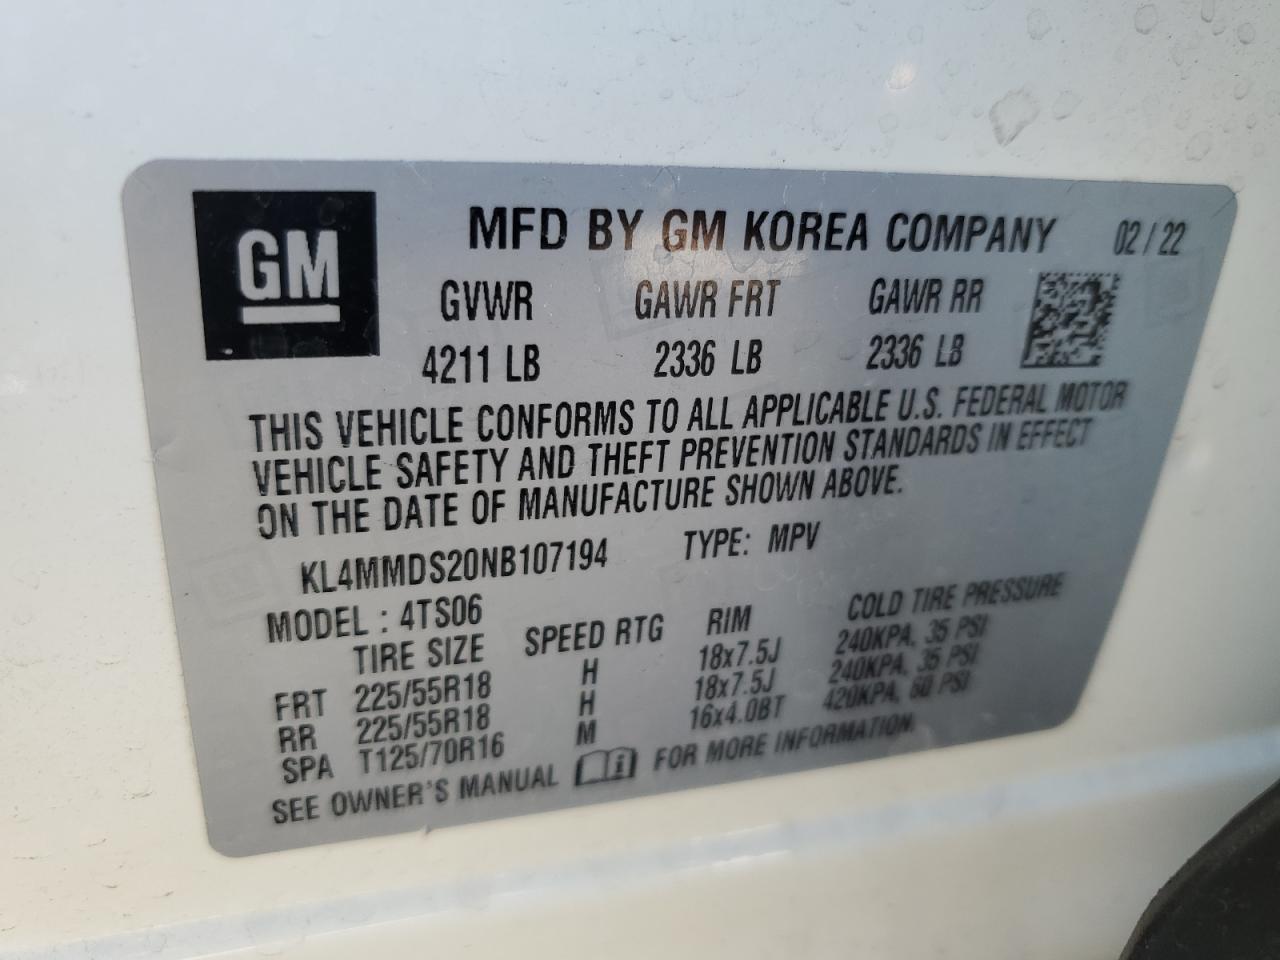 GM
MFD BY GM KOREA COMPANY 02/22
GVWR GAWR FRT GAWR RR
4211 LB 2336 LB 2336 LB
THIS VEHICLE CONFORMS TO ALL APPLICABLE U.S. FEDERAL MOTOR
VEHICLE SAFETY AND THEFT PREVENTION STANDARDS IN EFFECT
ON THE DATE OF MANUFACTURE SHOWN ABOVE.
KL4MMDS20NB107194 TYPE: MPV
MODEL : 4TS06
TIRE SIZE SPEED RTG RIM COLD TIRE PRESSURE
FRT 225/55R18 H 18x7.5J 240KPA, 35 PSI
RR 225/55R18 H 18x7.5J 240KPA, 35 PSI
SPA T125/70R16 M 16x4.0BT 420KPA, 60 PSI
SEE OWNER'S MANUAL i FOR MORE INFORMATION.